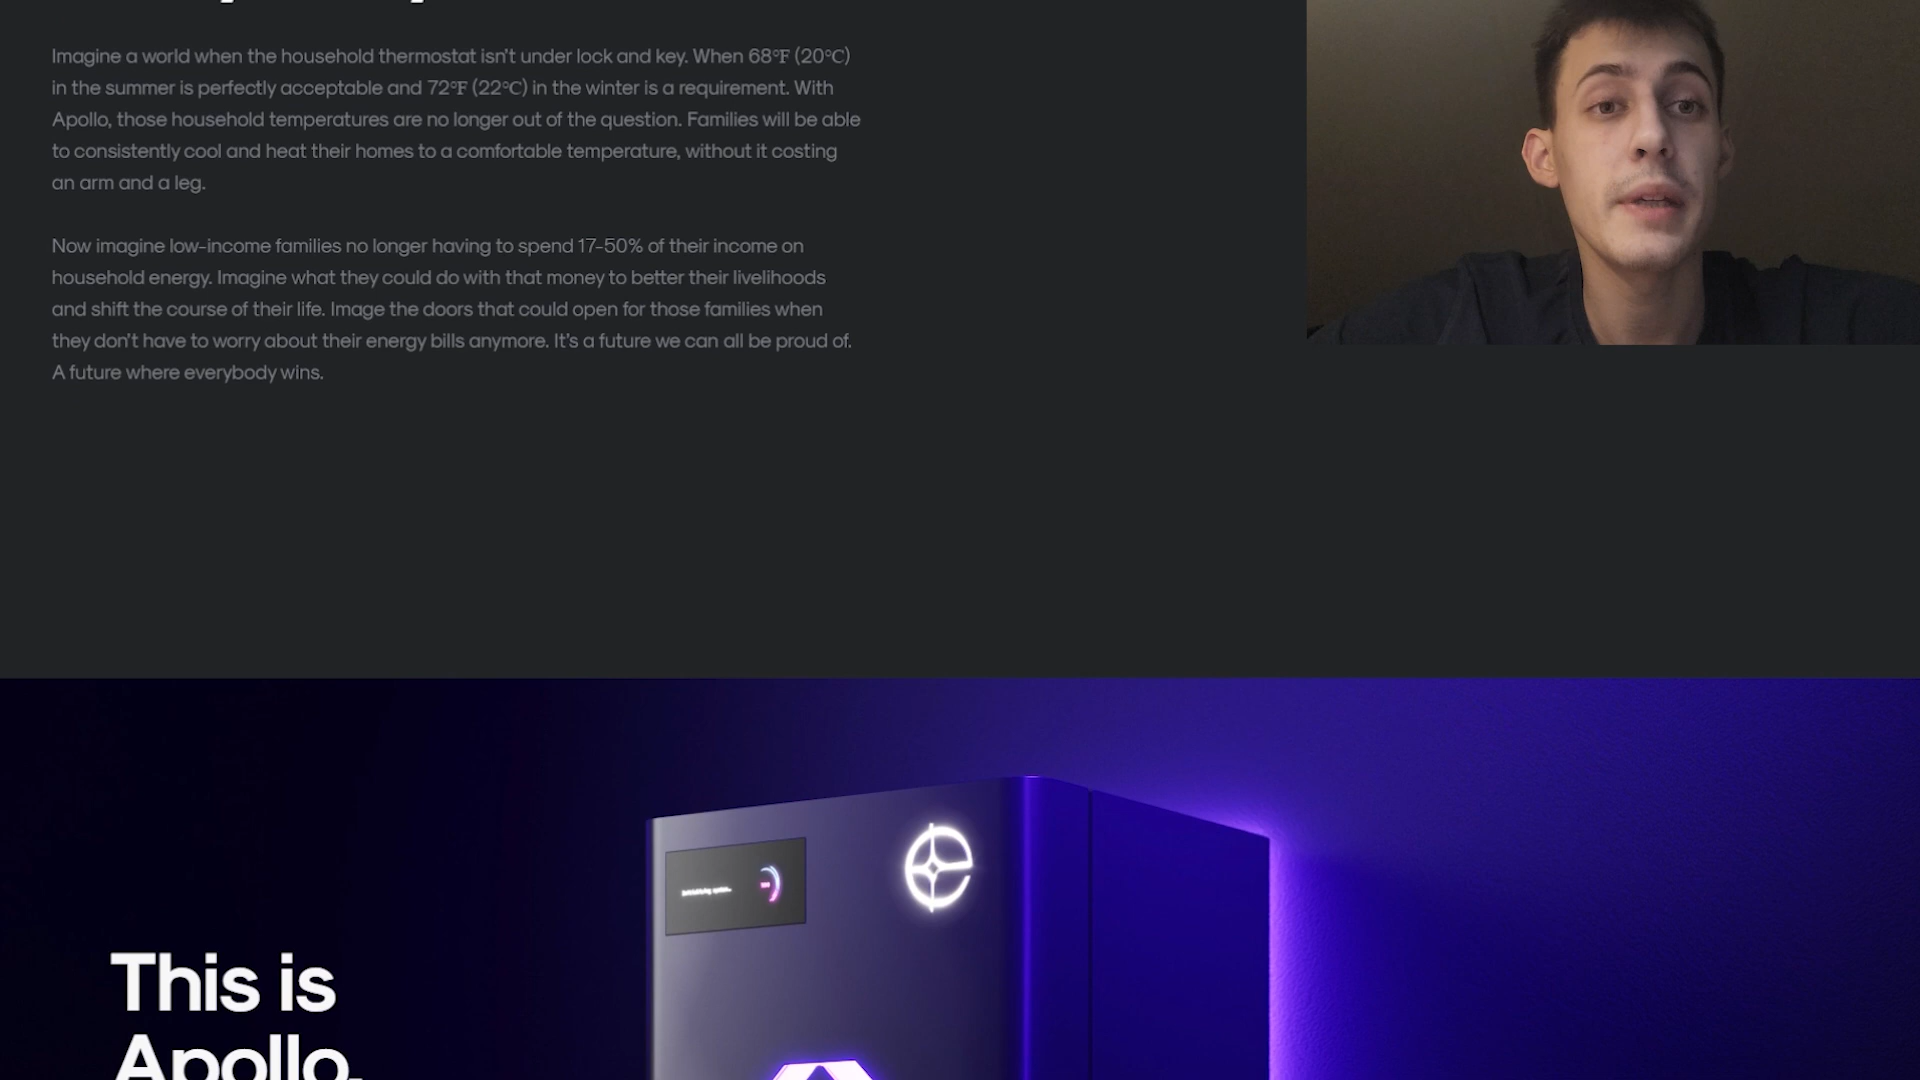 Imagine a world when the household thermostat isn't under lock and key. When 68°F (20°C)
in the summer is perfectly acceptable and 72°F (22°C) in the winter is a requirement. With
Apollo, those household temperatures are no longer out of the question. Families will be able
to consistently cool and heat their homes to a comfortable temperature, without it costing
an arm and a leg.
Now imagine low-income families no longer having to spend 17-50% of their income on
household energy. Imagine what they could do with that money to better their livelihoods
and shift the course of their life. Image the doors that could open for those families when
they don't have to worry about their energy bills anymore. It's a future we can all be proud of.
A future where everybody wins.
This is
Apollo.